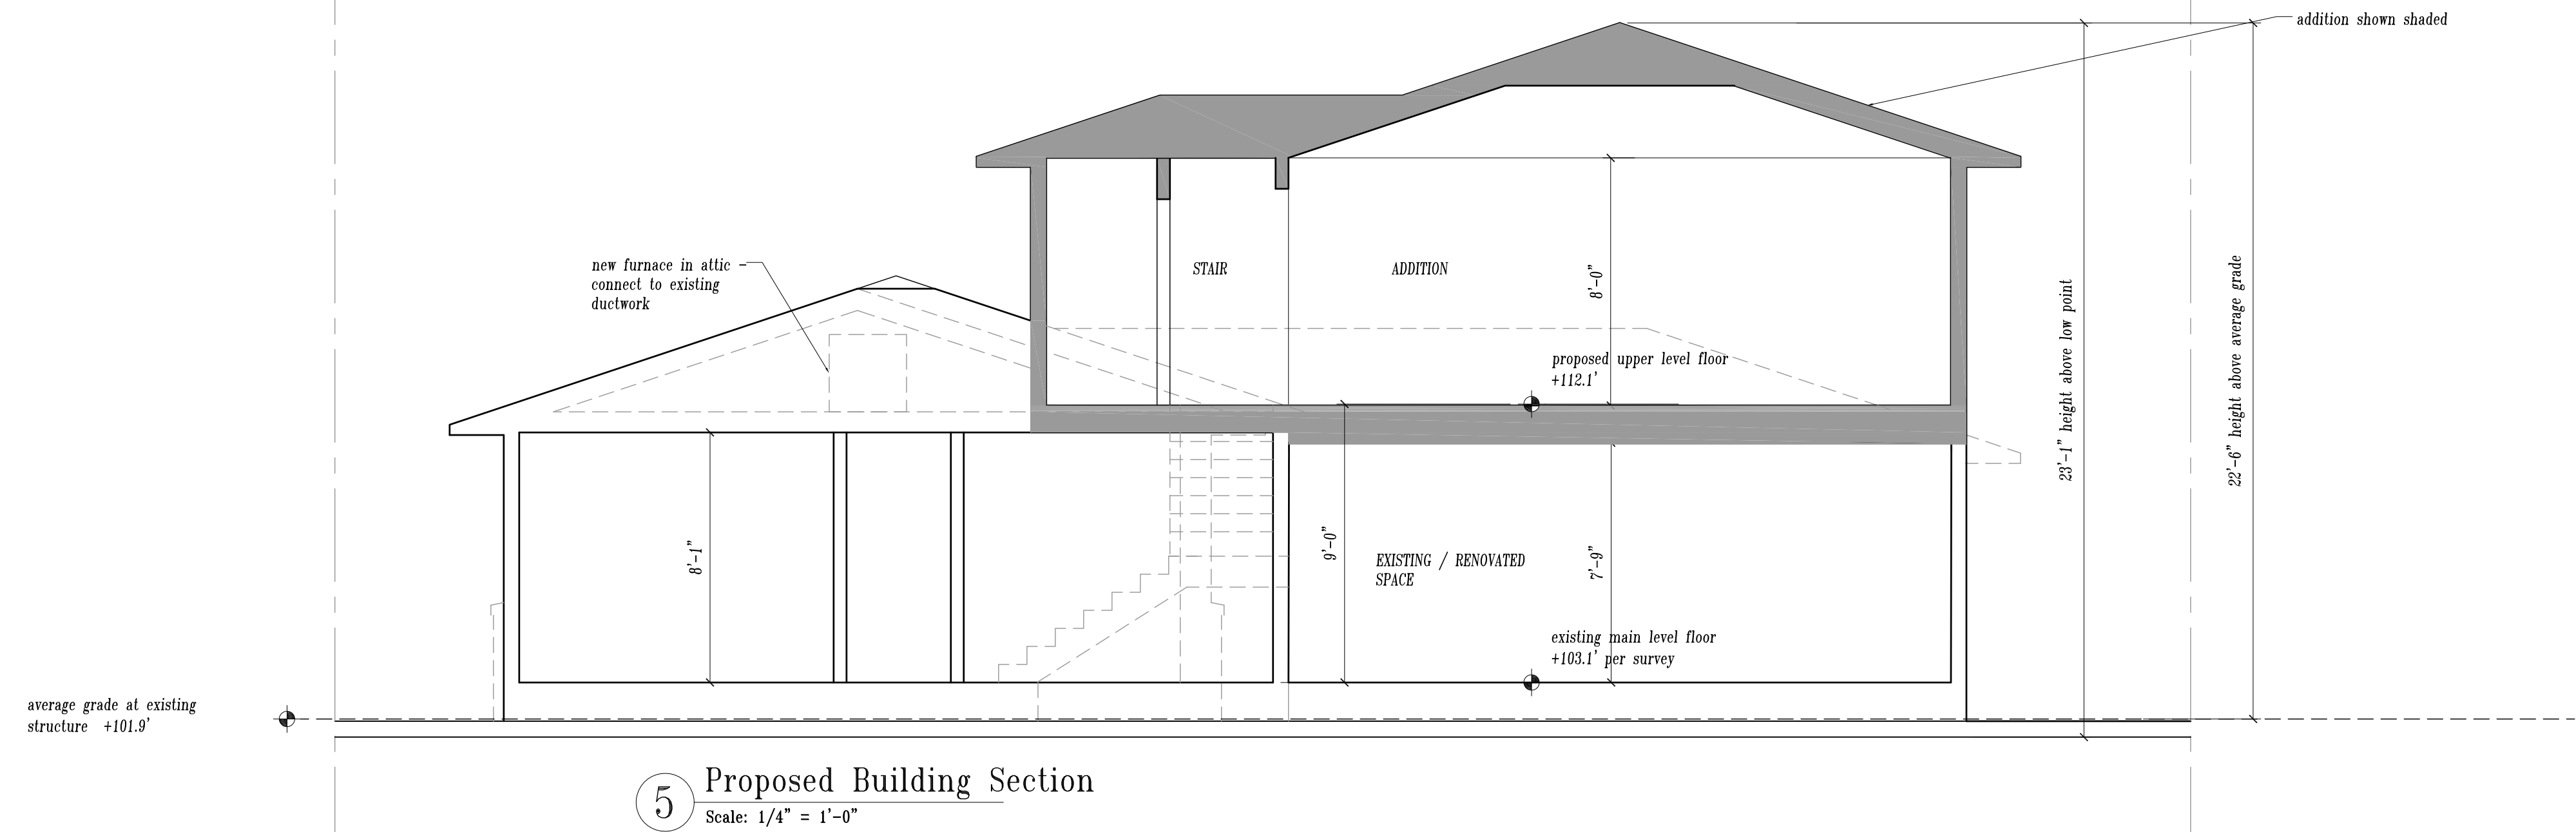 addition shown shaded
new furnace in attic –
connect to existing
ductwork
STAIR
ADDITION
8'–0"
proposed upper level floor
+112.1'
23'–1" height above low point
22'–6" height above average grade
8'–1"
9'–0"
EXISTING / RENOVATED
SPACE
7'–9"
existing main level floor
+103.1' per survey
average grade at existing
structure +101.9'
5
Proposed Building Section
Scale: 1/4" = 1'–0"